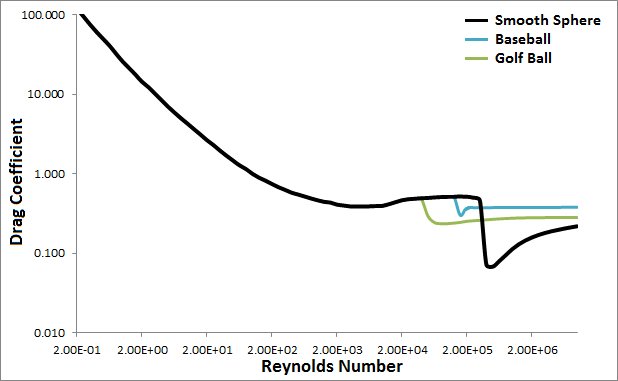 100.000
10.000
1.000
0.100
0.010
Drag Coefficient
Smooth Sphere
Baseball
Golf Ball
2.00E-01 2.00E+00 2.00E+01 2.00E+02 2.00E+03 2.00E+04 2.00E+05 2.00E+06
Reynolds Number